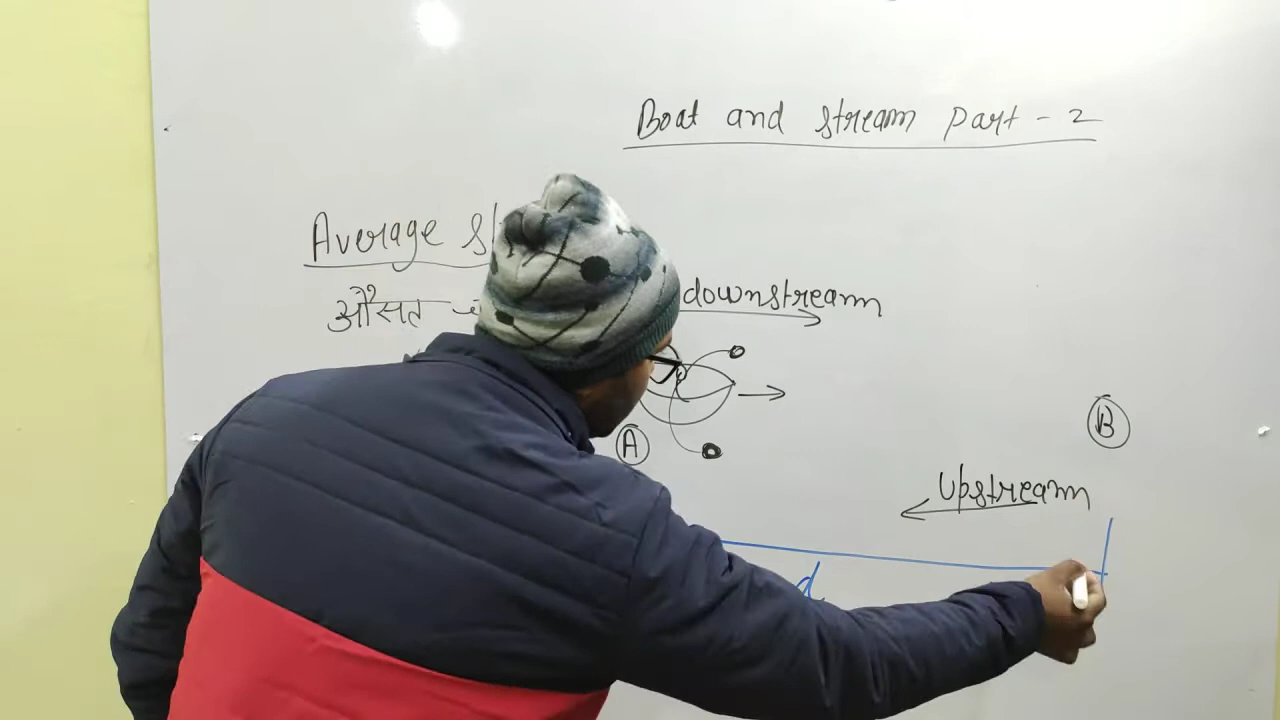 Boat and stream part - 2
Average
औसत
downstream
A
B
upstream
d